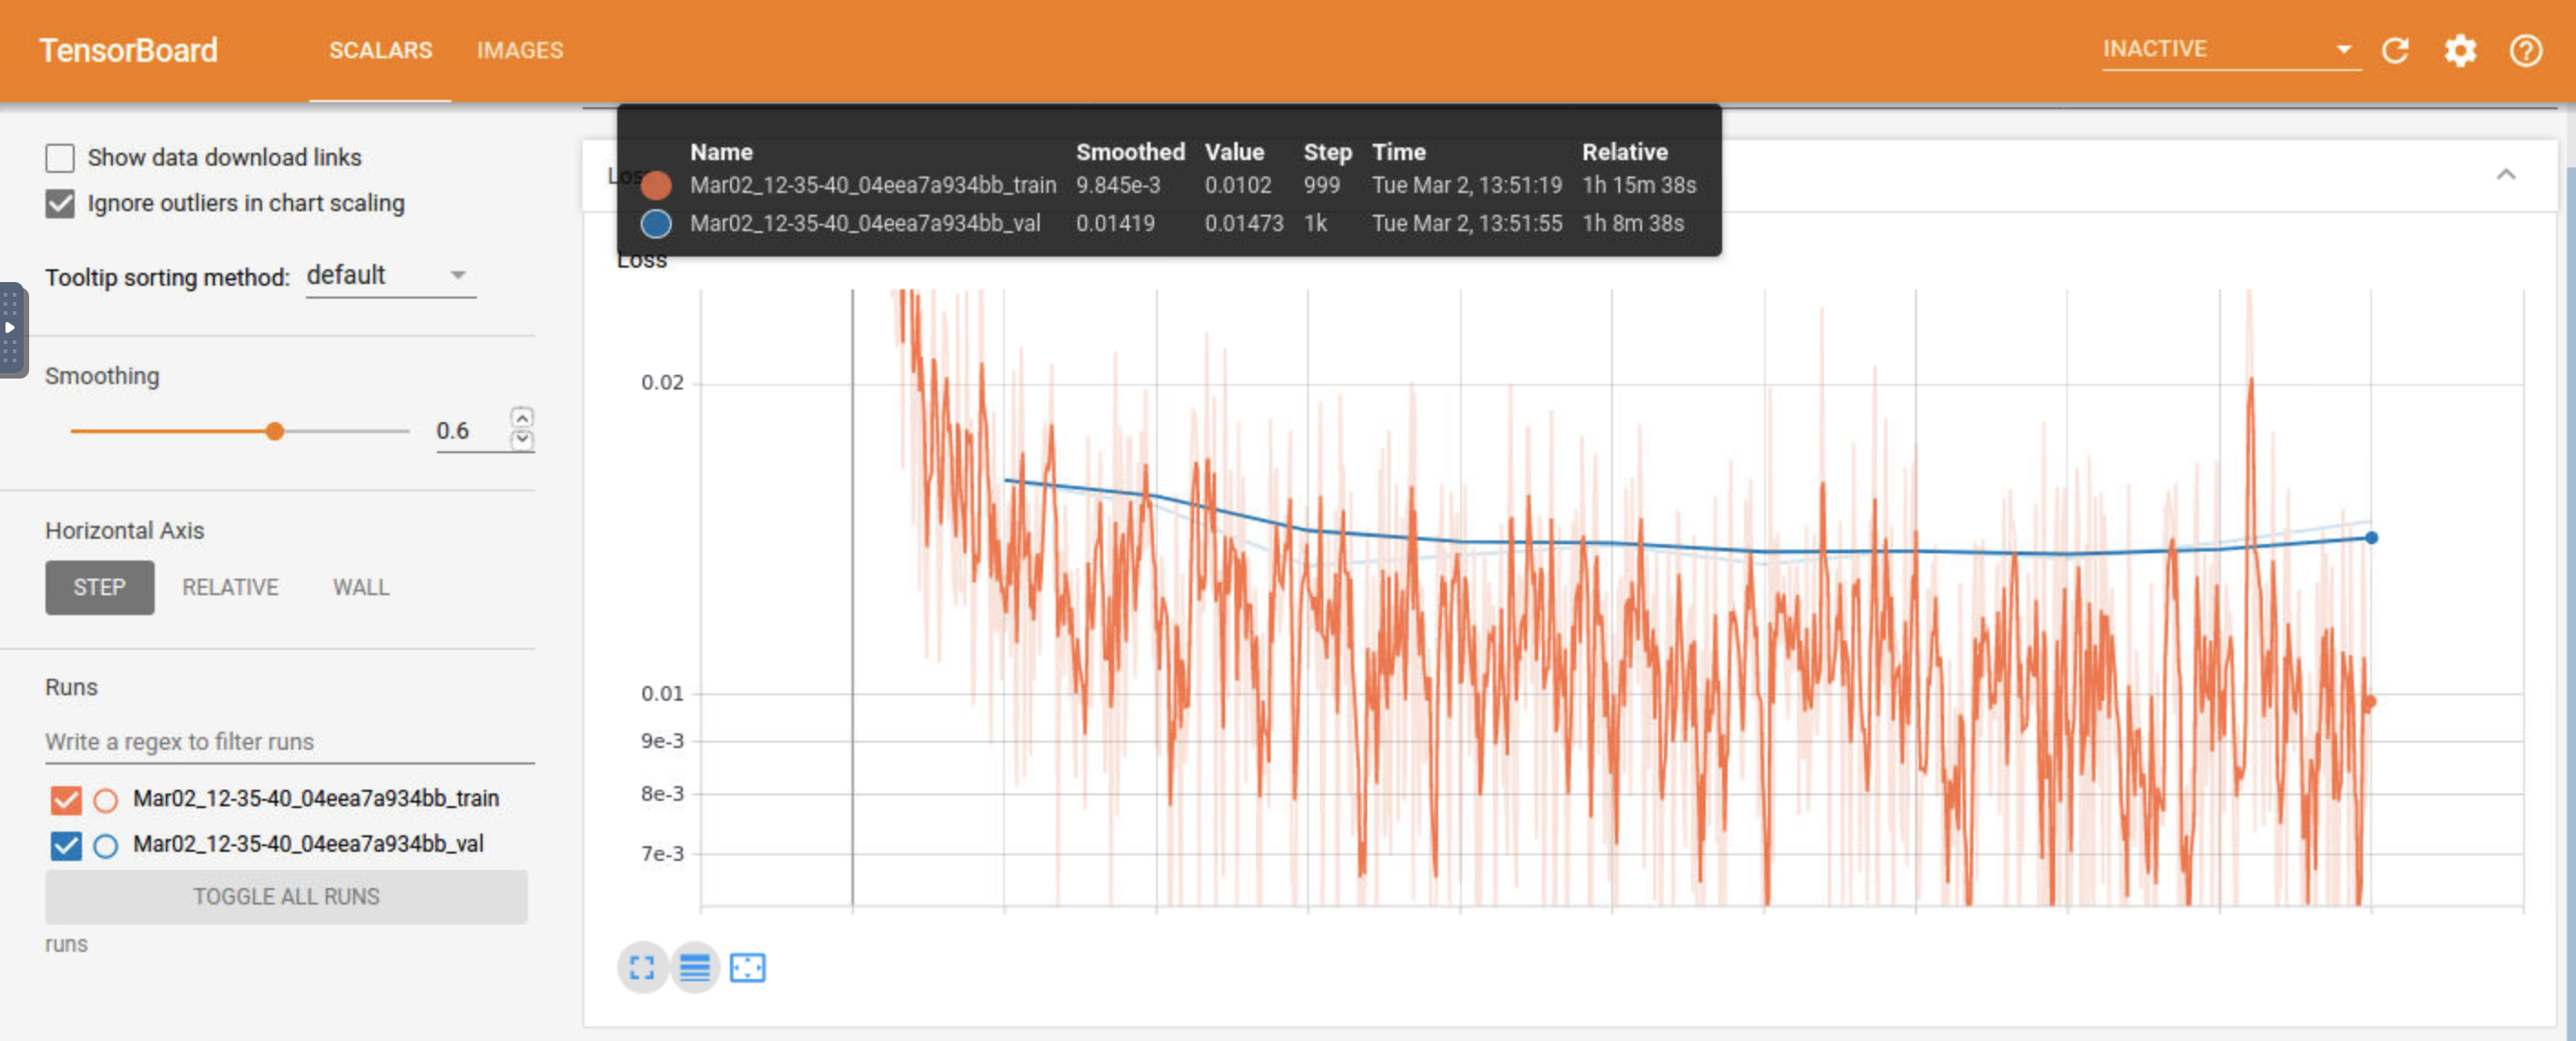 TensorBoard SCALARS IMAGES INACTIVE
Show data download links
Ignore outliers in chart scaling
Tooltip sorting method: default
Smoothing
0.6
Horizontal Axis
STEP RELATIVE WALL
Runs
Write a regex to filter runs
Mar02_12-35-40_04eea7a934bb_train
Mar02_12-35-40_04eea7a934bb_val
TOGGLE ALL RUNS
runs
Loss
Name Smoothed Value Step Time Relative
Mar02_12-35-40_04eea7a934bb_train 9.845e-3 0.0102 999 Tue Mar 2, 13:51:19 1h 15m 38s
Mar02_12-35-40_04eea7a934bb_val 0.01419 0.01473 1k Tue Mar 2, 13:51:55 1h 8m 38s
Loss
0.02
0.01
9e-3
8e-3
7e-3